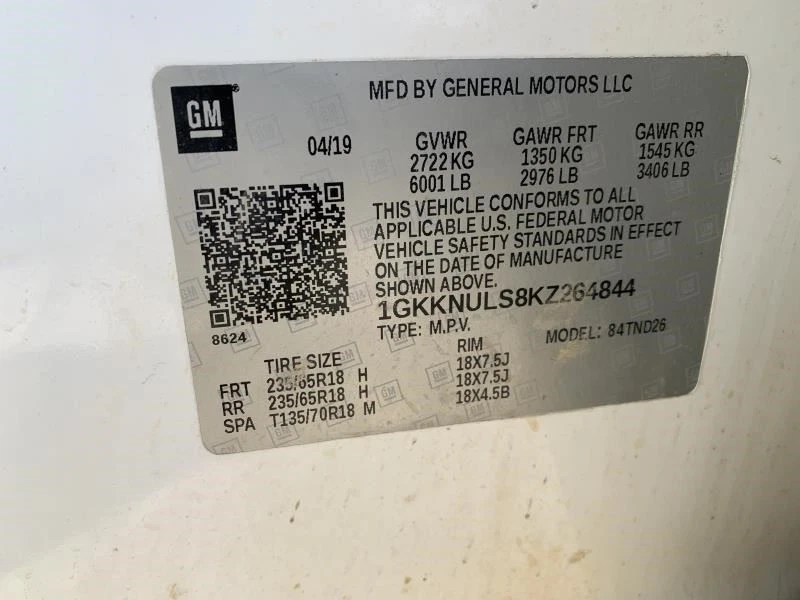 GM®
MFD BY GENERAL MOTORS LLC
04/19 GVWR GAWR FRT GAWR RR
2722 KG 1350 KG 1545 KG
6001 LB 2976 LB 3406 LB
THIS VEHICLE CONFORMS TO ALL
APPLICABLE U.S. FEDERAL MOTOR
VEHICLE SAFETY STANDARDS IN EFFECT
ON THE DATE OF MANUFACTURE
SHOWN ABOVE.
1GKKNULS8KZ264844
8624
TYPE: M.P.V. MODEL: 84TND26
TIRE SIZE RIM
FRT 235/65R18 H 18X7.5J
RR 235/65R18 H 18X7.5J
SPA T135/70R18 M 18X4.5B